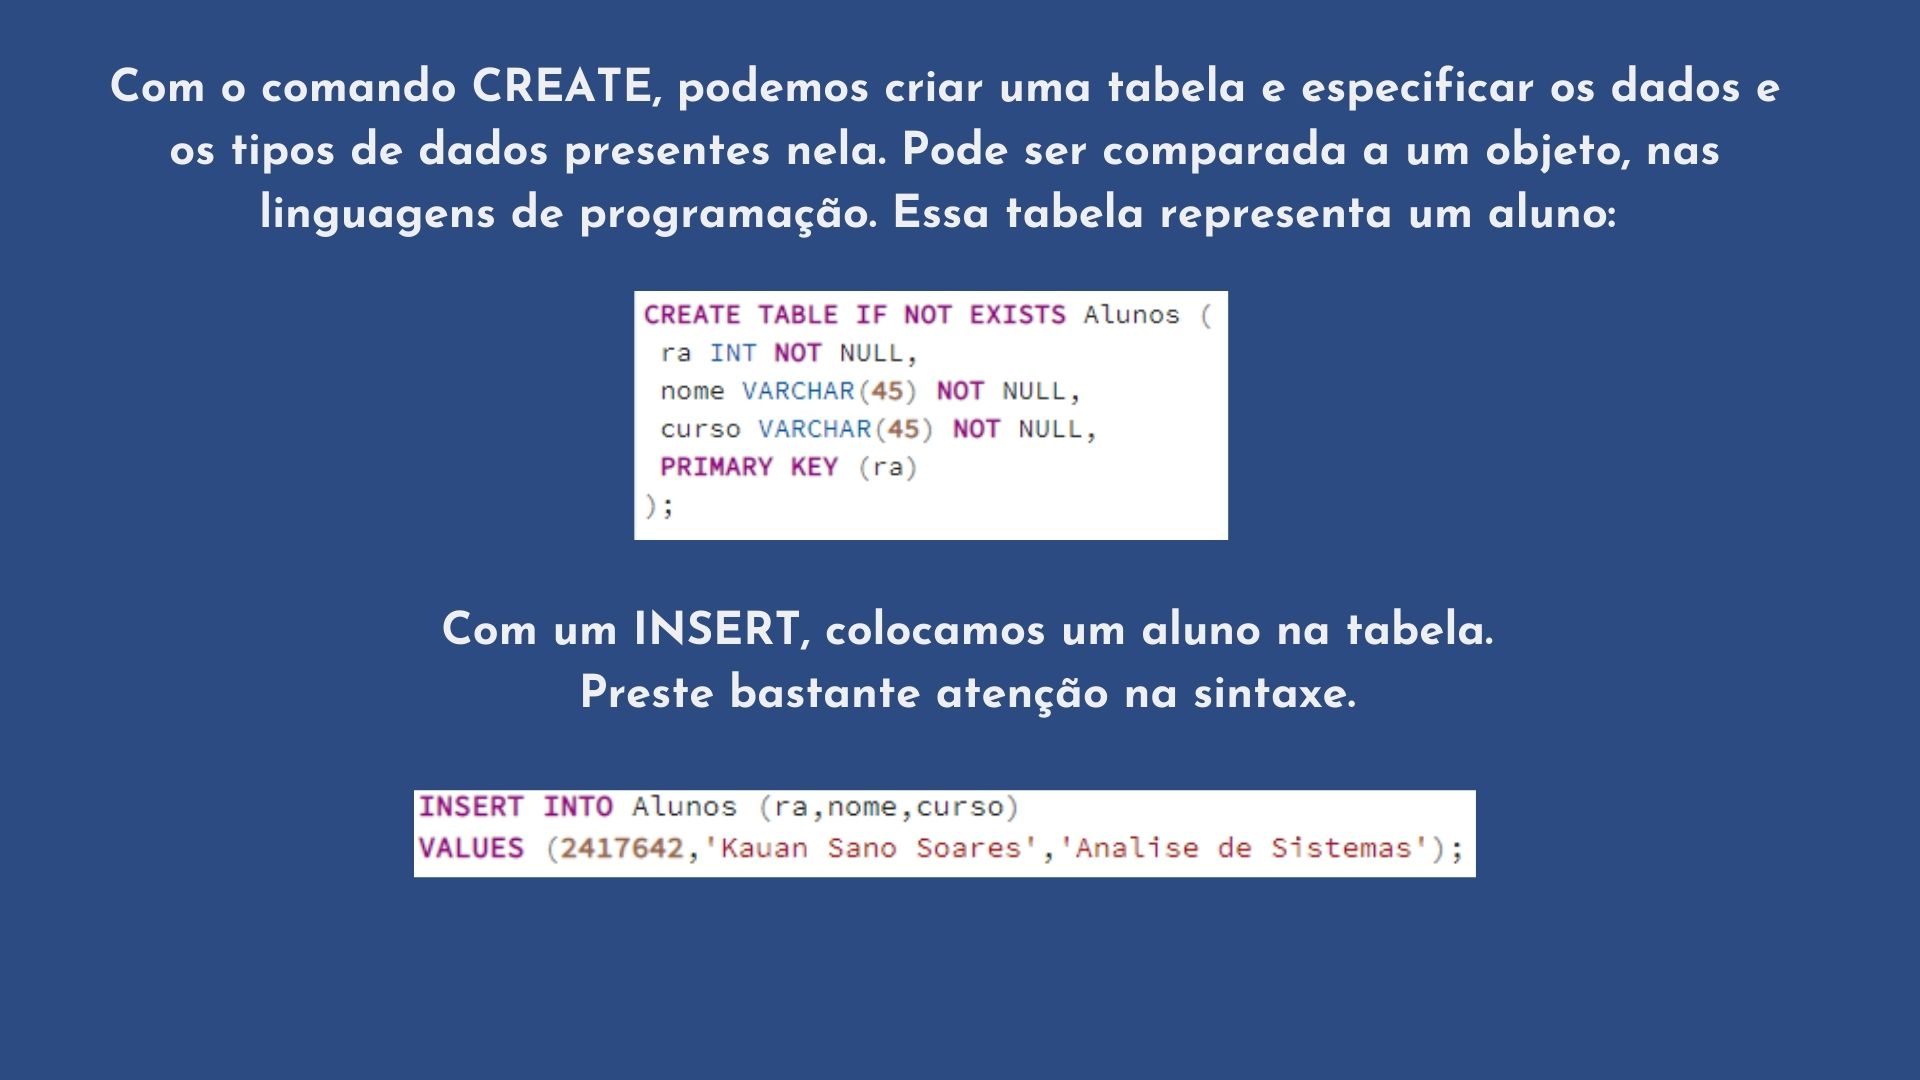 Com o comando CREATE, podemos criar uma tabela e especificar os dados e
os tipos de dados presentes nela. Pode ser comparada a um objeto, nas
linguagens de programação. Essa tabela representa um aluno:
CREATE TABLE IF NOT EXISTS Alunos (
ra INT NOT NULL,
nome VARCHAR(45) NOT NULL,
curso VARCHAR(45) NOT NULL,
PRIMARY KEY (ra)
);
Com um INSERT, colocamos um aluno na tabela.
Preste bastante atenção na sintaxe.
INSERT INTO Alunos (ra,nome,curso)
VALUES (2417642,'Kauan Sano Soares','Analise de Sistemas');